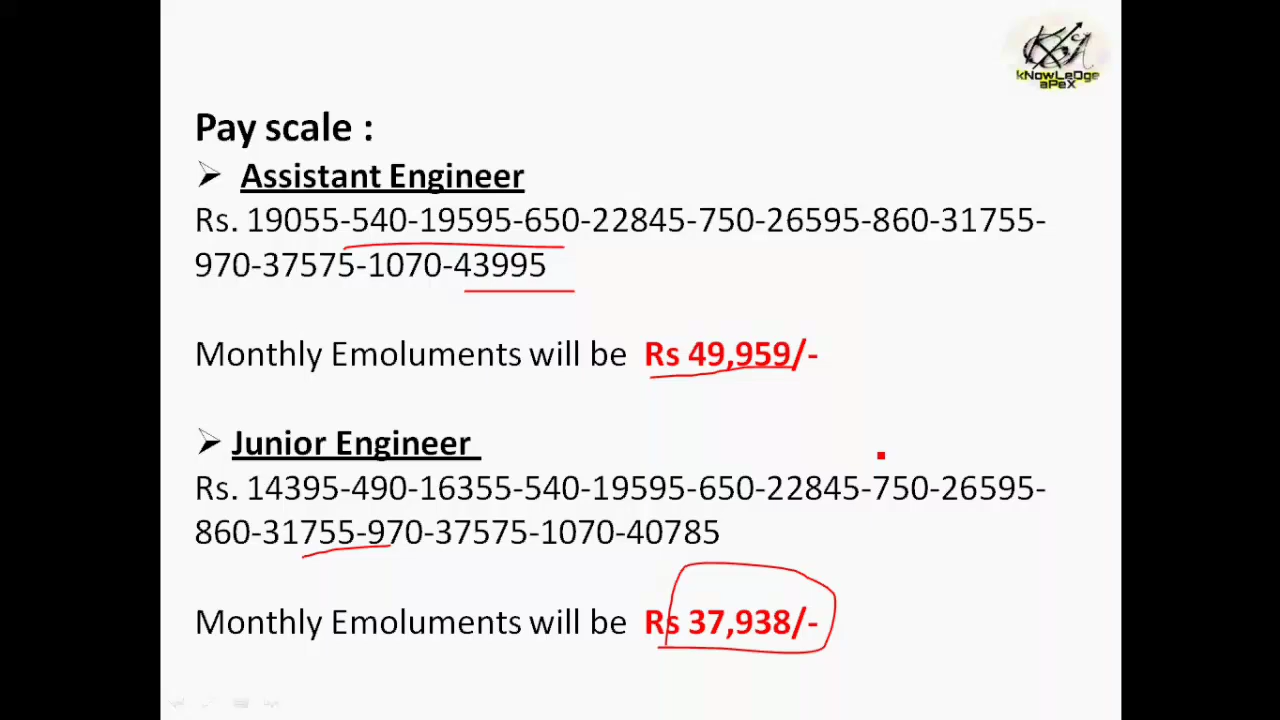 kNowLeDge
aPeX
Pay scale :
➢ Assistant Engineer
Rs. 19055-540-19595-650-22845-750-26595-860-31755-
970-37575-1070-43995
Monthly Emoluments will be Rs 49,959/-
➢ Junior Engineer
Rs. 14395-490-16355-540-19595-650-22845-750-26595-
860-31755-970-37575-1070-40785
Monthly Emoluments will be Rs 37,938/-